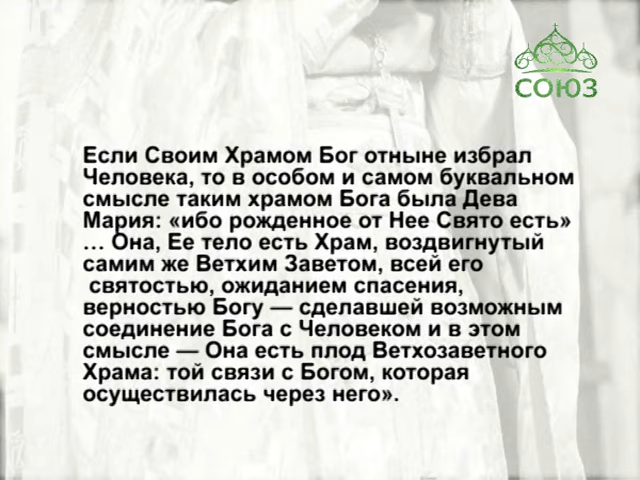 СОЮЗ
Если Своим Храмом Бог отныне избрал
Человека, то в особом и самом буквальном
смысле таким храмом Бога была Дева
Мария: «ибо рожденное от Нее Свято есть»
… Она, Ее тело есть Храм, воздвигнутый
самим же Ветхим Заветом, всей его
святостью, ожиданием спасения,
верностью Богу — сделавшей возможным
соединение Бога с Человеком и в этом
смысле — Она есть плод Ветхозаветного
Храма: той связи с Богом, которая
осуществилась через него».